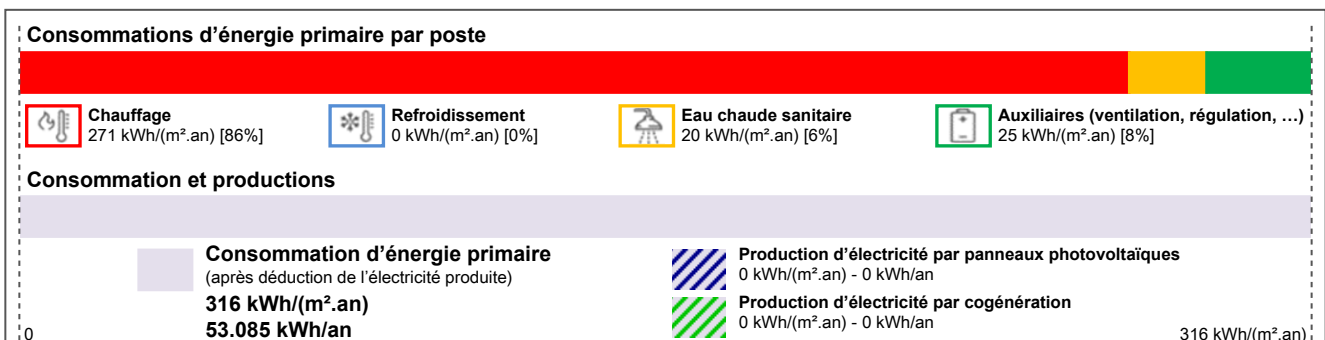 Consommations d’énergie primaire par poste
Chauffage
271 kWh/(m².an) [86%]
Refroidissement
0 kWh/(m².an) [0%]
Eau chaude sanitaire
20 kWh/(m².an) [6%]
Auxiliaires (ventilation, régulation, …)
25 kWh/(m².an) [8%]
Consommation et productions
Consommation d’énergie primaire
(après déduction de l’électricité produite)
316 kWh/(m².an)
53.085 kWh/an
Production d’électricité par panneaux photovoltaïques
0 kWh/(m².an) - 0 kWh/an
Production d’électricité par cogénération
0 kWh/(m².an) - 0 kWh/an
0
316 kWh/(m².an)